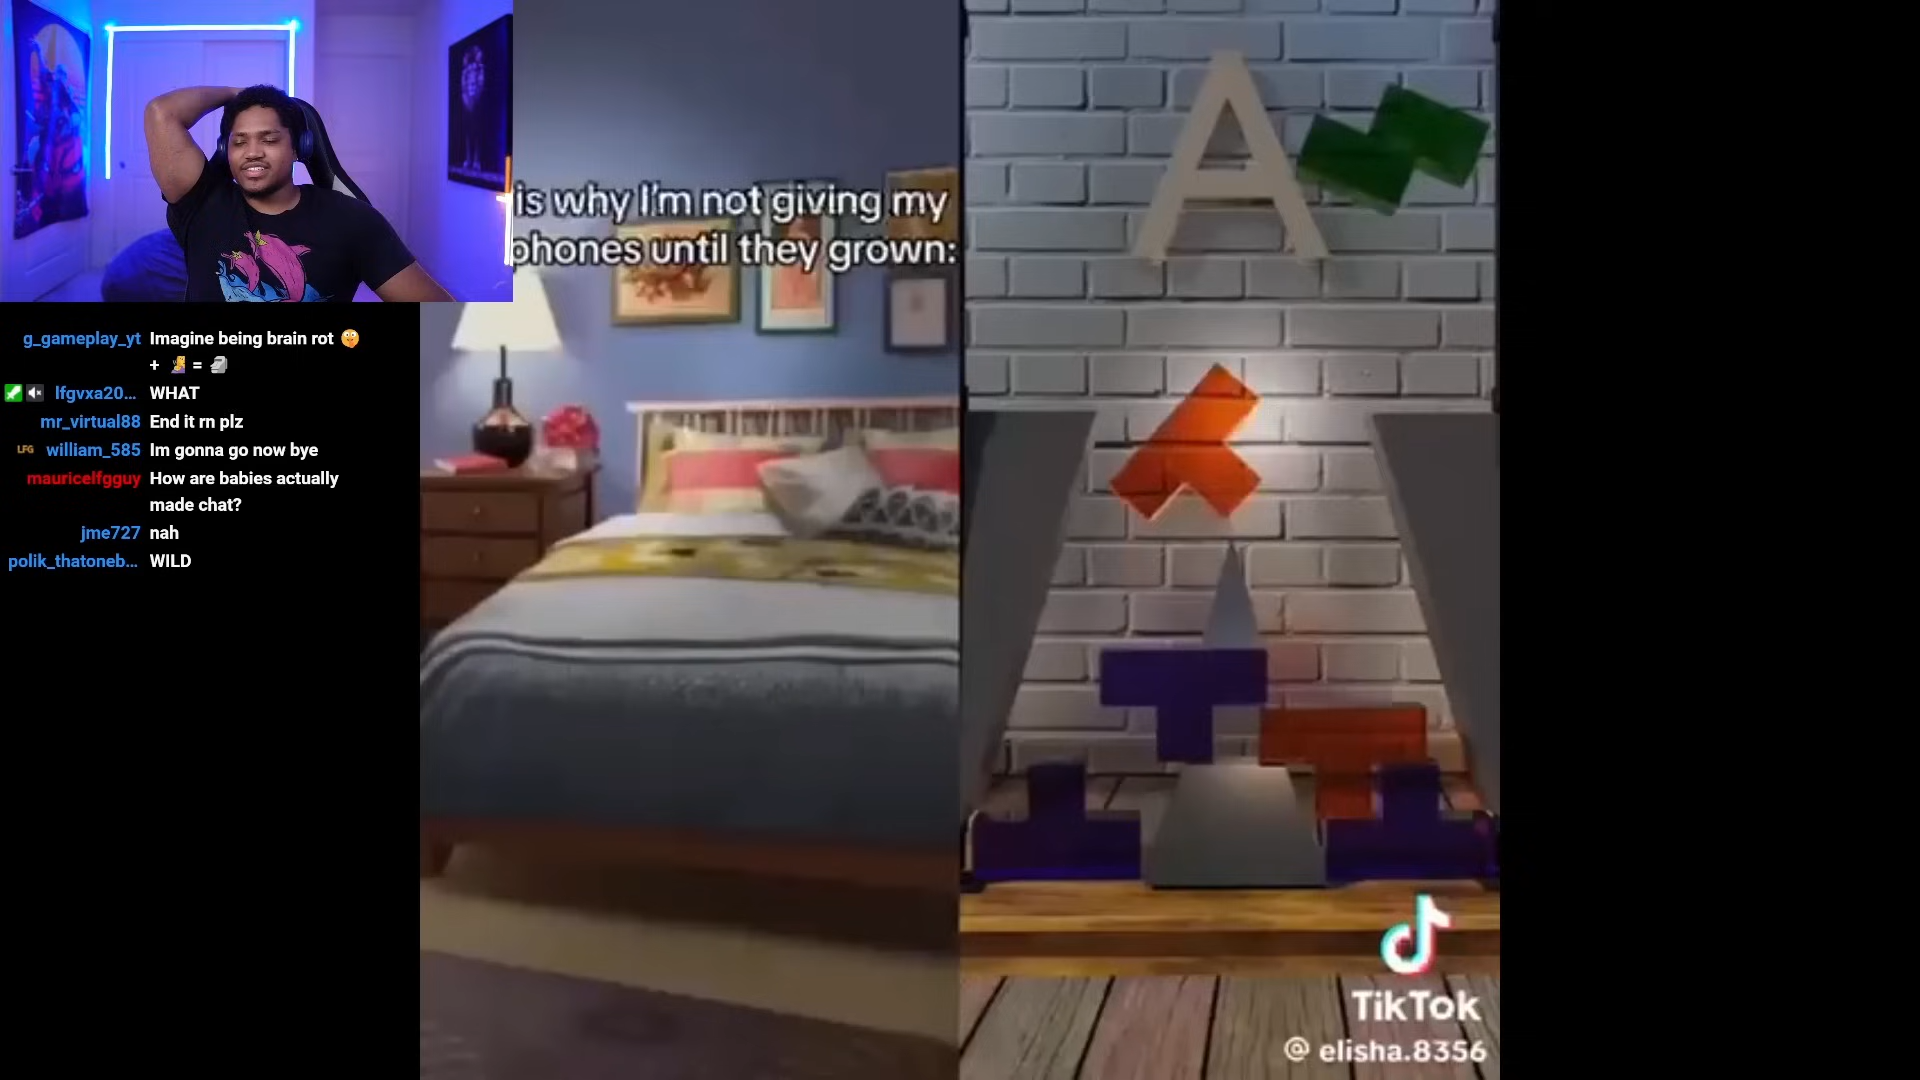 is why I'm not giving my
phones until they grown:
A
g_gameplay_yt Imagine being brain rot
+ =
lfgvxa20... WHAT
mr_virtual88 End it rn plz
LFG william_585 Im gonna go now bye
mauricelfgguy How are babies actually
made chat?
jme727 nah
polik_thatoneb... WILD
TikTok
@ elisha.8356